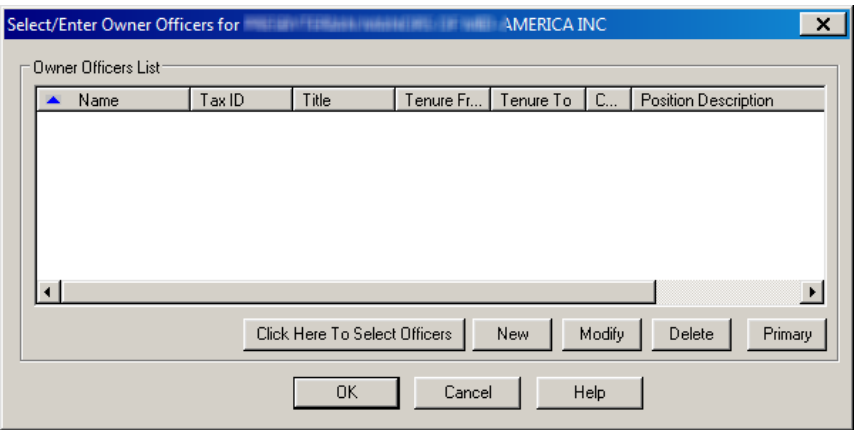 Select/Enter Owner Officers for AMERICA INC
Owner Officers List
Name Tax ID Title Tenure Fr... Tenure To C... Position Description
Click Here To Select Officers New Modify Delete Primary
OK Cancel Help